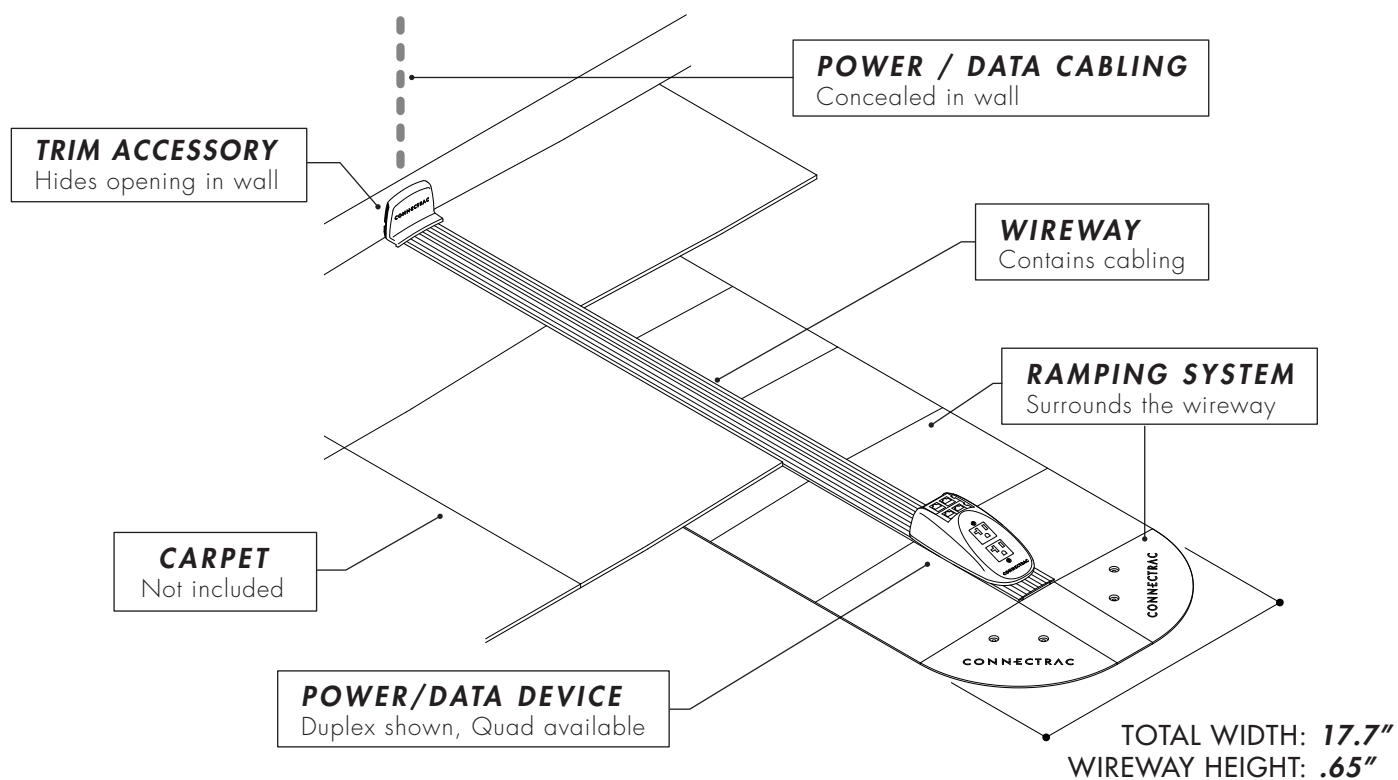 POWER / DATA CABLING
Concealed in wall
TRIM ACCESSORY
Hides opening in wall
CONNECTRAC
WIREWAY
Contains cabling
RAMPING SYSTEM
Surrounds the wireway
CARPET
Not included
CONNECTRAC
CONNECTRAC
CONNECTRAC
POWER/DATA DEVICE
Duplex shown, Quad available
TOTAL WIDTH: 17.7"
WIREWAY HEIGHT: .65"